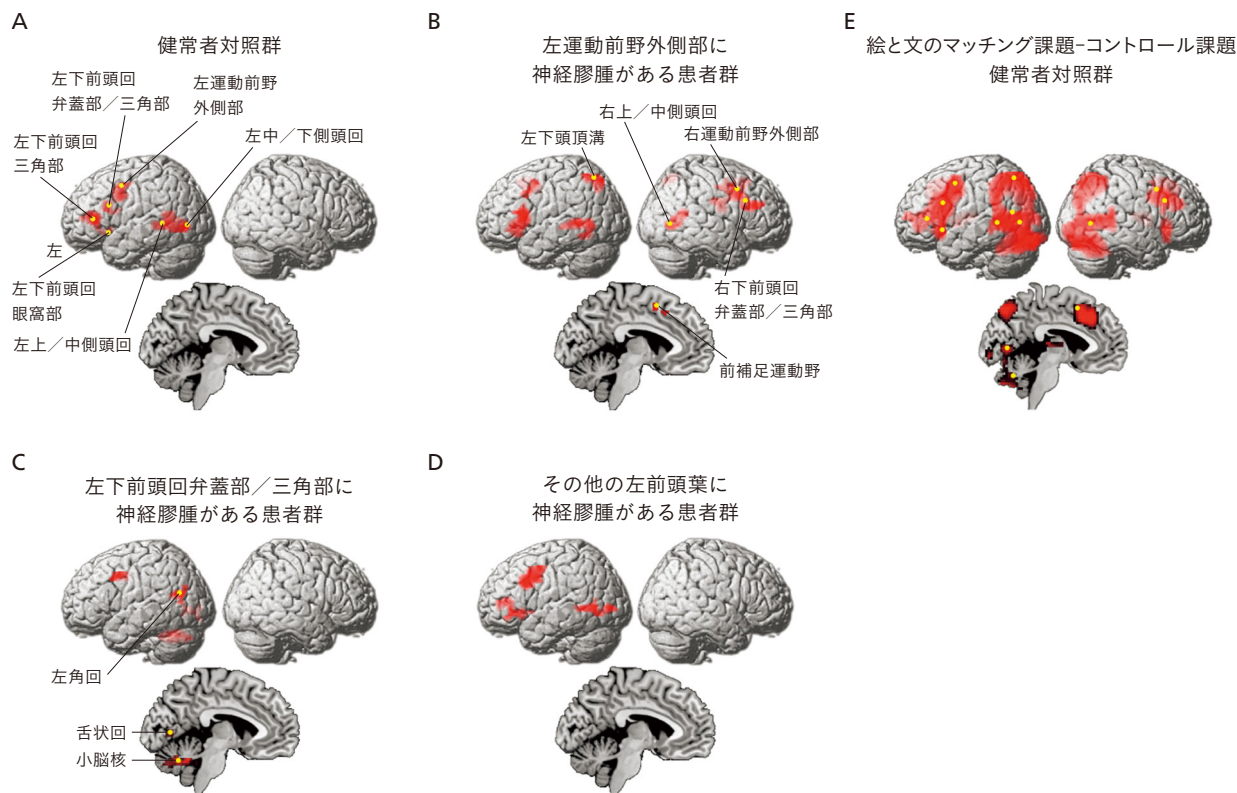 A
健常者対照群
左下前頭回
弁蓋部／三角部
左運動前野
外側部
左下前頭回
三角部
左中／下側頭回
左
左下前頭回
眼窩部
左上／中側頭回
B
左運動前野外側部に
神経膠腫がある患者群
右上／中側頭回
左下頭頂溝
右運動前野外側部
右下前頭回
弁蓋部／三角部
前補足運動野
E
絵と文のマッチング課題−コントロール課題
健常者対照群
C
左下前頭回弁蓋部／三角部に
神経膠腫がある患者群
左角回
舌状回
小脳核
D
その他の左前頭葉に
神経膠腫がある患者群